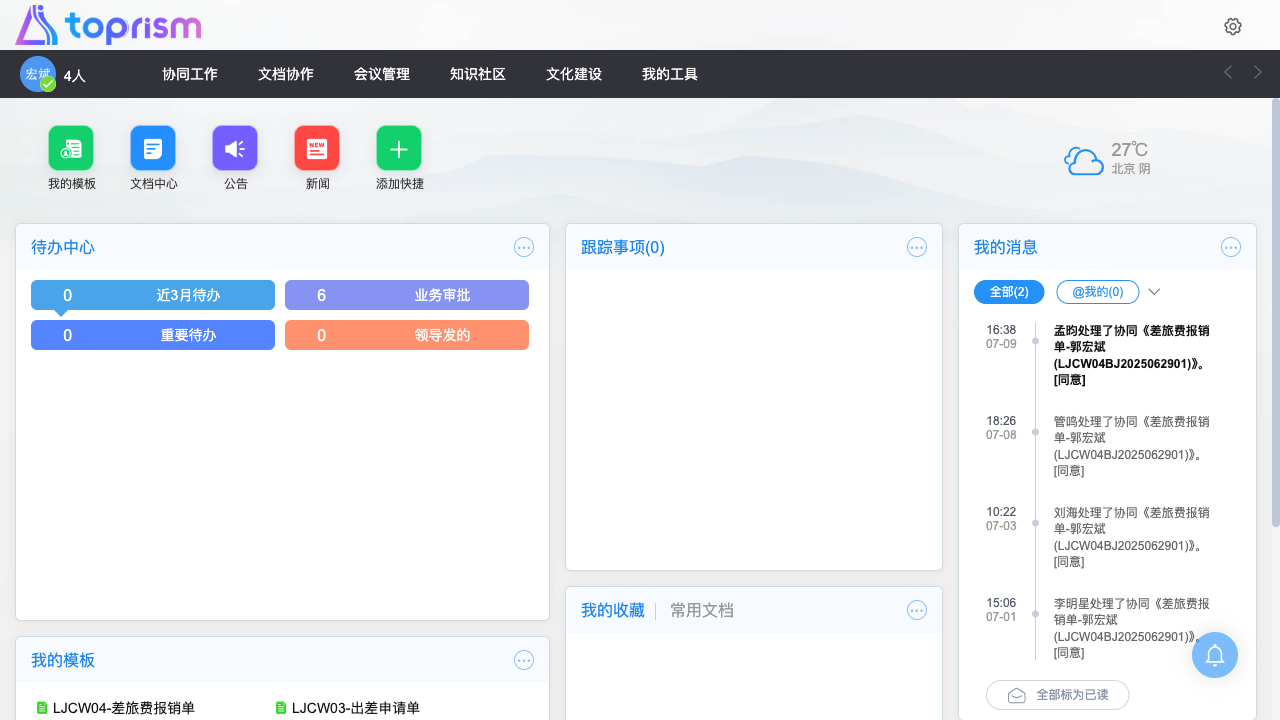 toprism
宏斌
4人
协同工作
文档协作
会议管理
知识社区
文化建设
我的工具
NEW
我的模板
文档中心
公告
新闻
添加快捷
27℃
北京 阴
待办中心
0 近3月待办
6 业务审批
0 重要待办
0 领导发的
跟踪事项(0)
我的消息
全部(2)
@我的(0)
16:38
07-09
孟昀处理了协同《差旅费报销
单-郭宏斌
(LJCW04BJ2025062901)》。
[同意]
18:26
07-08
管鸣处理了协同《差旅费报销
单-郭宏斌
(LJCW04BJ2025062901)》。
[同意]
10:22
07-03
刘海处理了协同《差旅费报销
单-郭宏斌
(LJCW04BJ2025062901)》。
[同意]
15:06
07-01
李明星处理了协同《差旅费报
销单-郭宏斌
(LJCW04BJ2025062901)》。
[同意]
全部标为已读
我的收藏
常用文档
我的模板
LJCW04-差旅费报销单
LJCW03-出差申请单